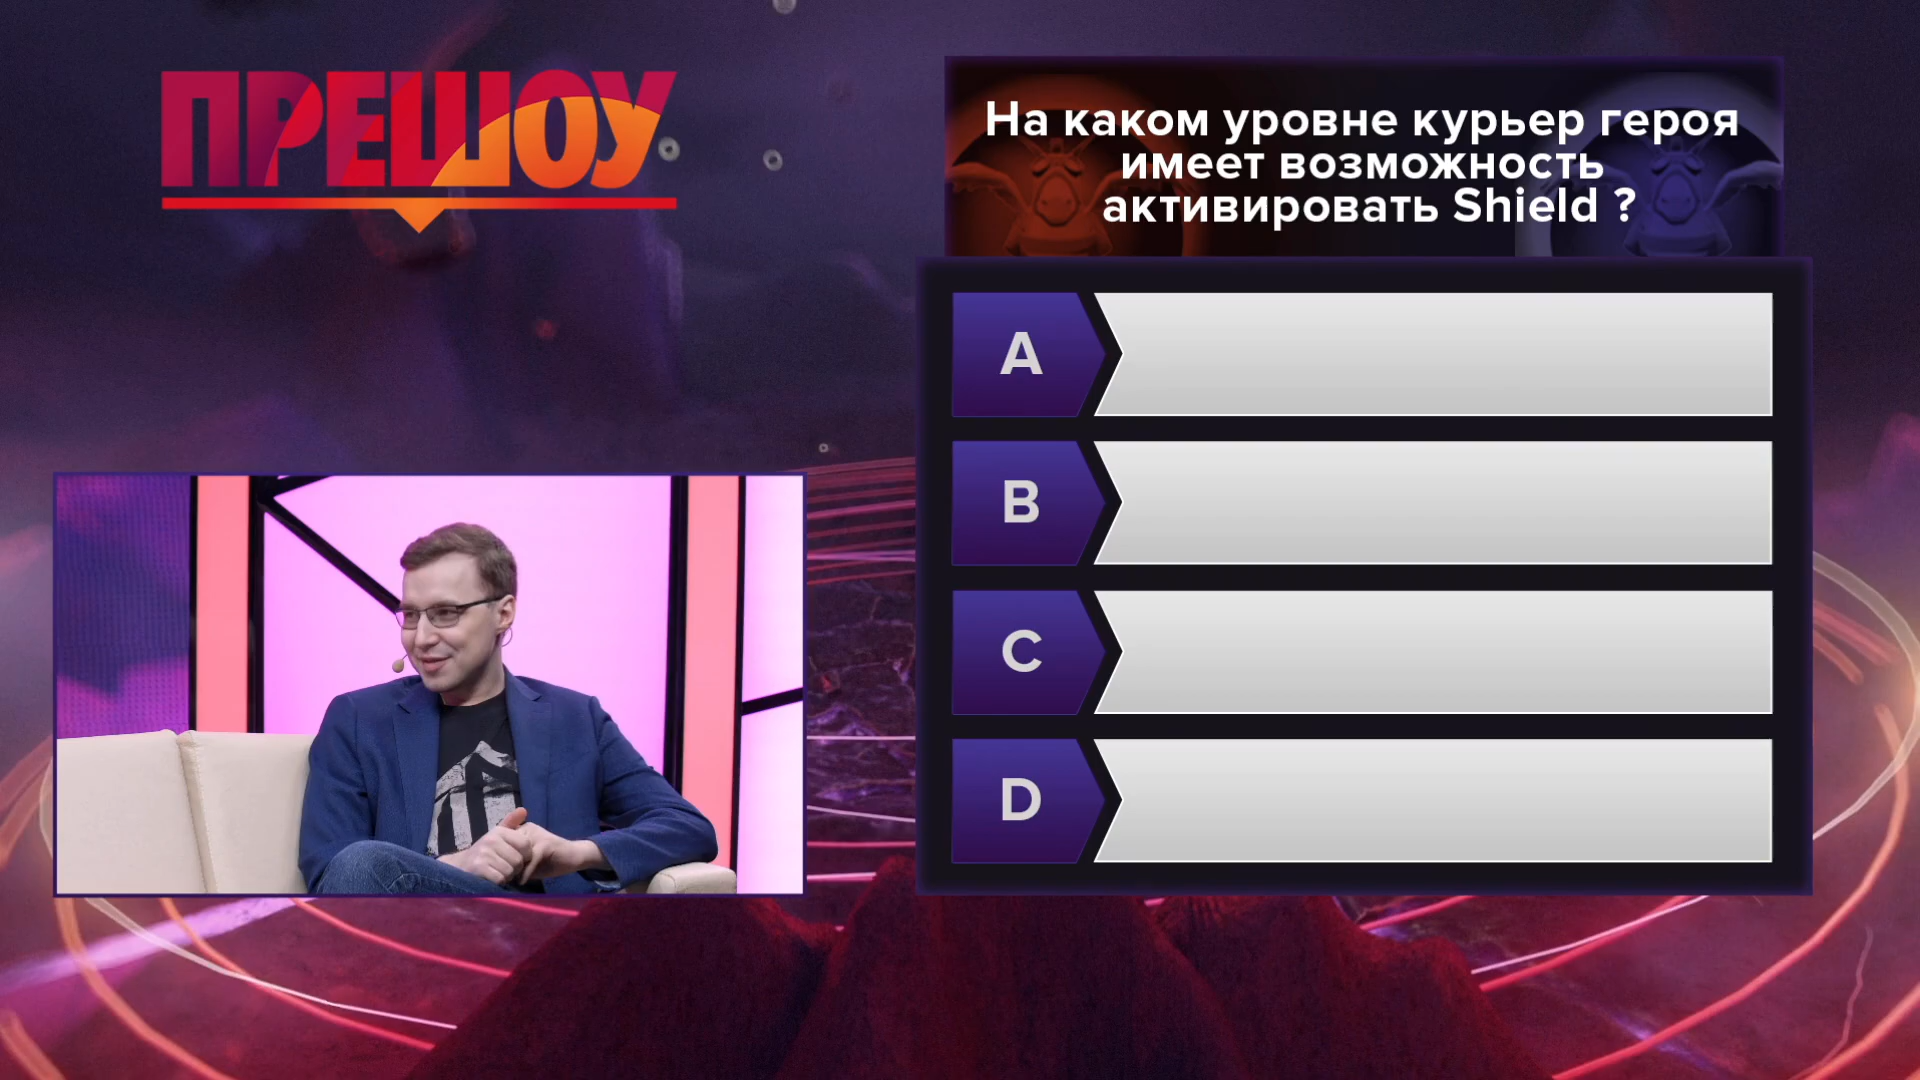 ПРЕШОУ
На каком уровне курьер героя
имеет возможность
активировать Shield ?
A
B
C
D